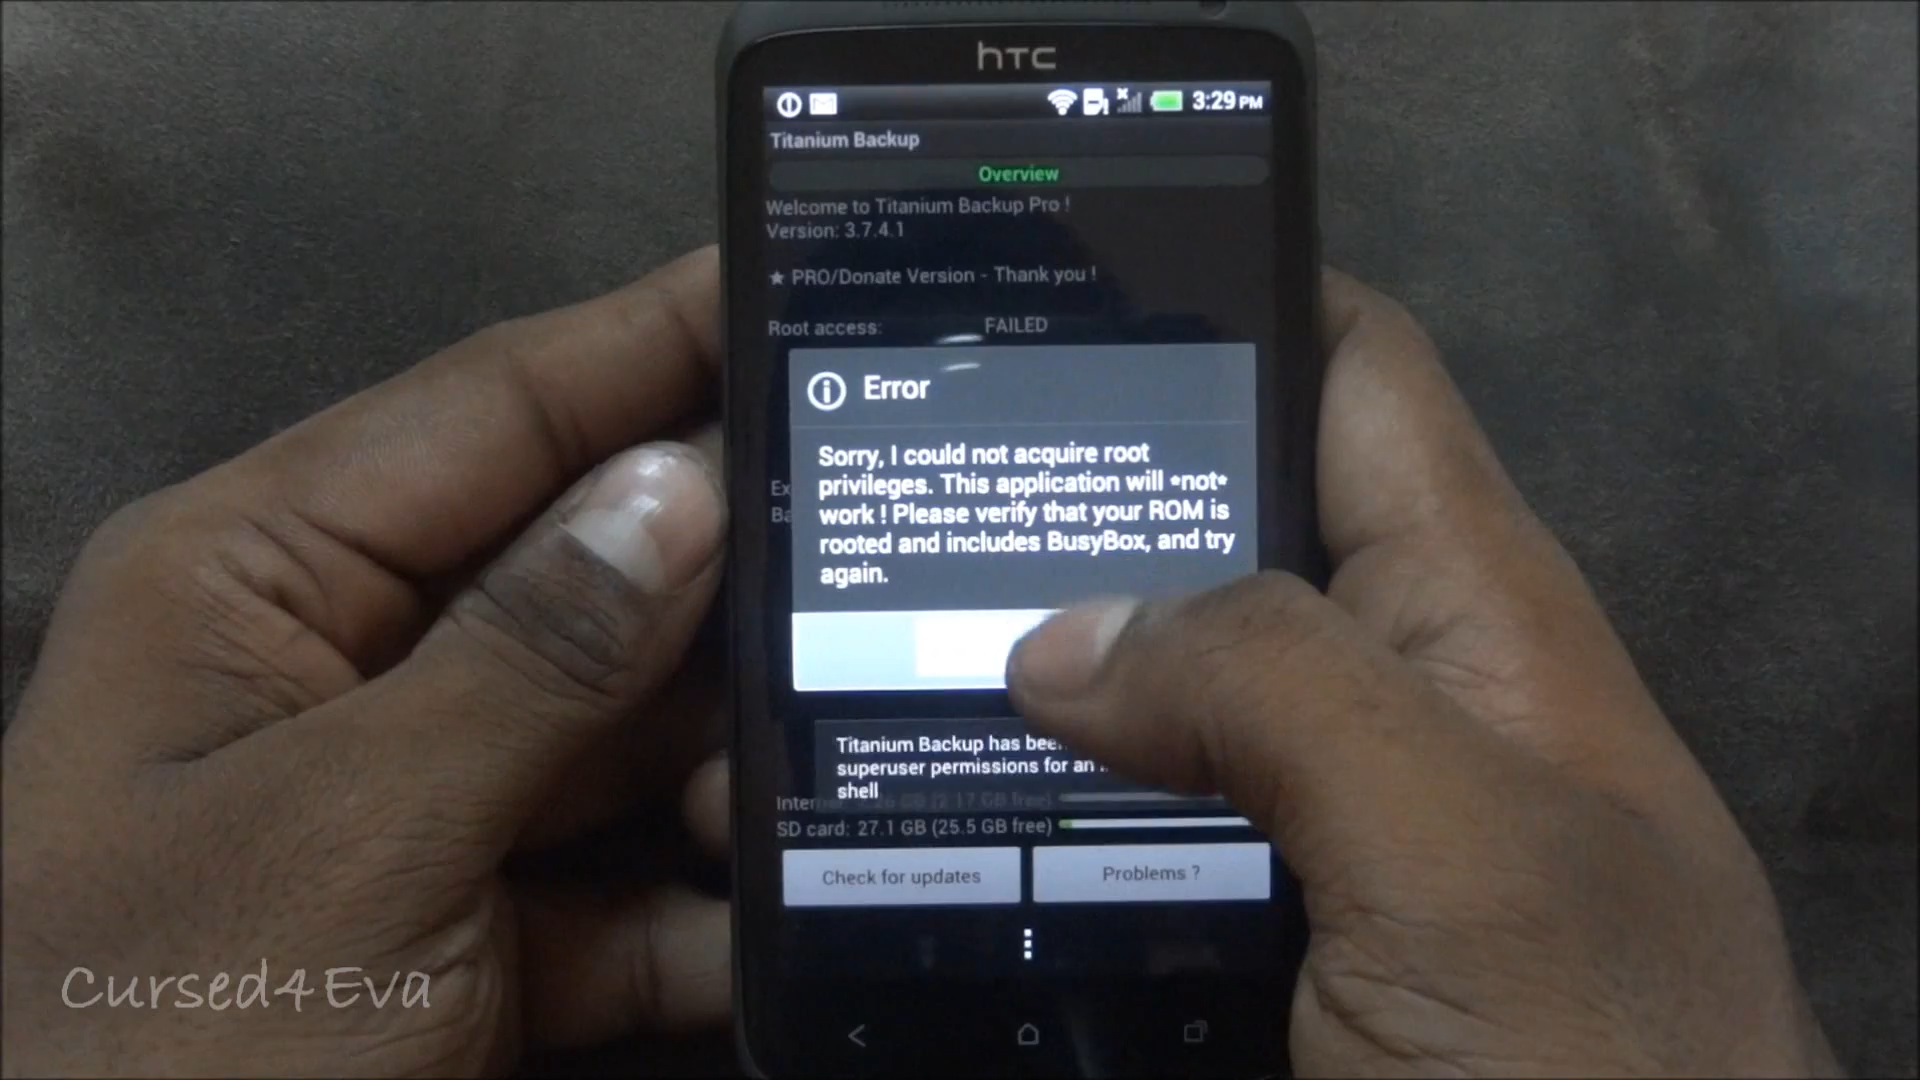 hTC
3:29 PM
Titanium Backup
Overview
Welcome to Titanium Backup Pro !
Version: 3.7.4.1
★ PRO/Donate Version - Thank you !
Root access: FAILED
Error
Sorry, I could not acquire root
privileges. This application will *not*
work ! Please verify that your ROM is
rooted and includes BusyBox, and try
again.
Titanium Backup has
superuser permissions for an
shell
SD card: 27.1 GB (25.5 GB free)
Check for updates
Problems ?
Cursed4Eva